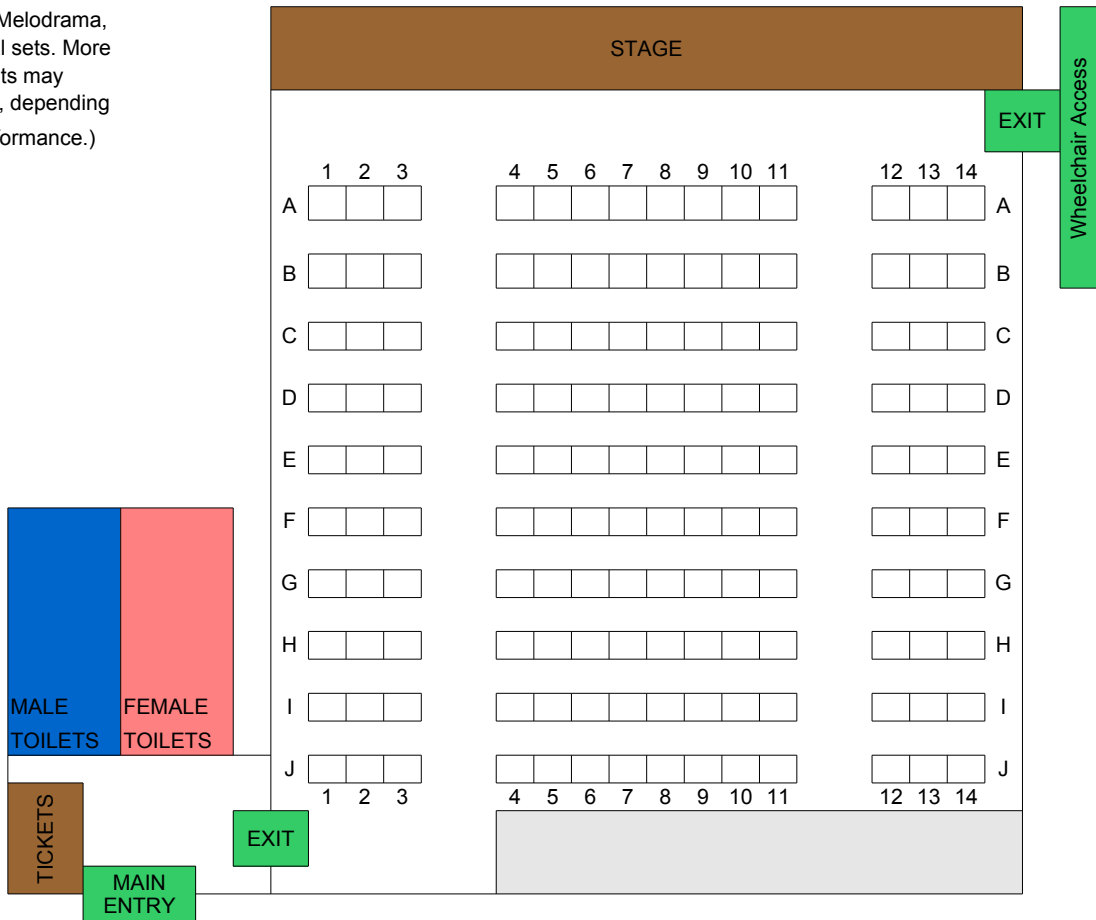 Melodrama,
l sets. More
ts may
, depending
ormance.)
STAGE
EXIT
Wheelchair Access
1 2 3 4 5 6 7 8 9 10 11 12 13 14
A A
B B
C C
D D
E E
F F
G G
H H
I I
J J
1 2 3 4 5 6 7 8 9 10 11 12 13 14
MALE
TOILETS
FEMALE
TOILETS
TICKETS
EXIT
MAIN
ENTRY